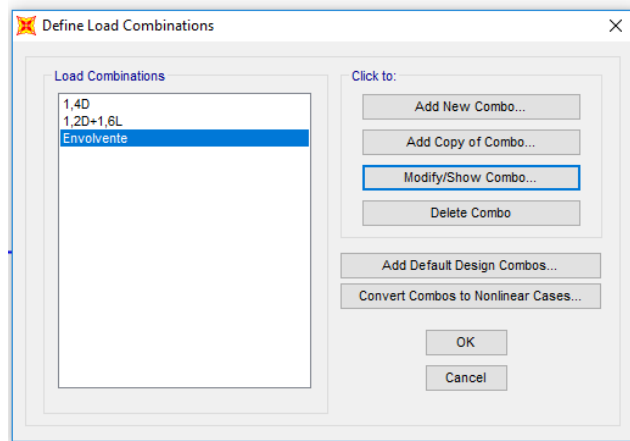 Define Load Combinations
Load Combinations
1,4D
1,2D+1,6L
Envolvente
Click to:
Add New Combo...
Add Copy of Combo...
Modify/Show Combo...
Delete Combo
Add Default Design Combos...
Convert Combos to Nonlinear Cases...
OK
Cancel